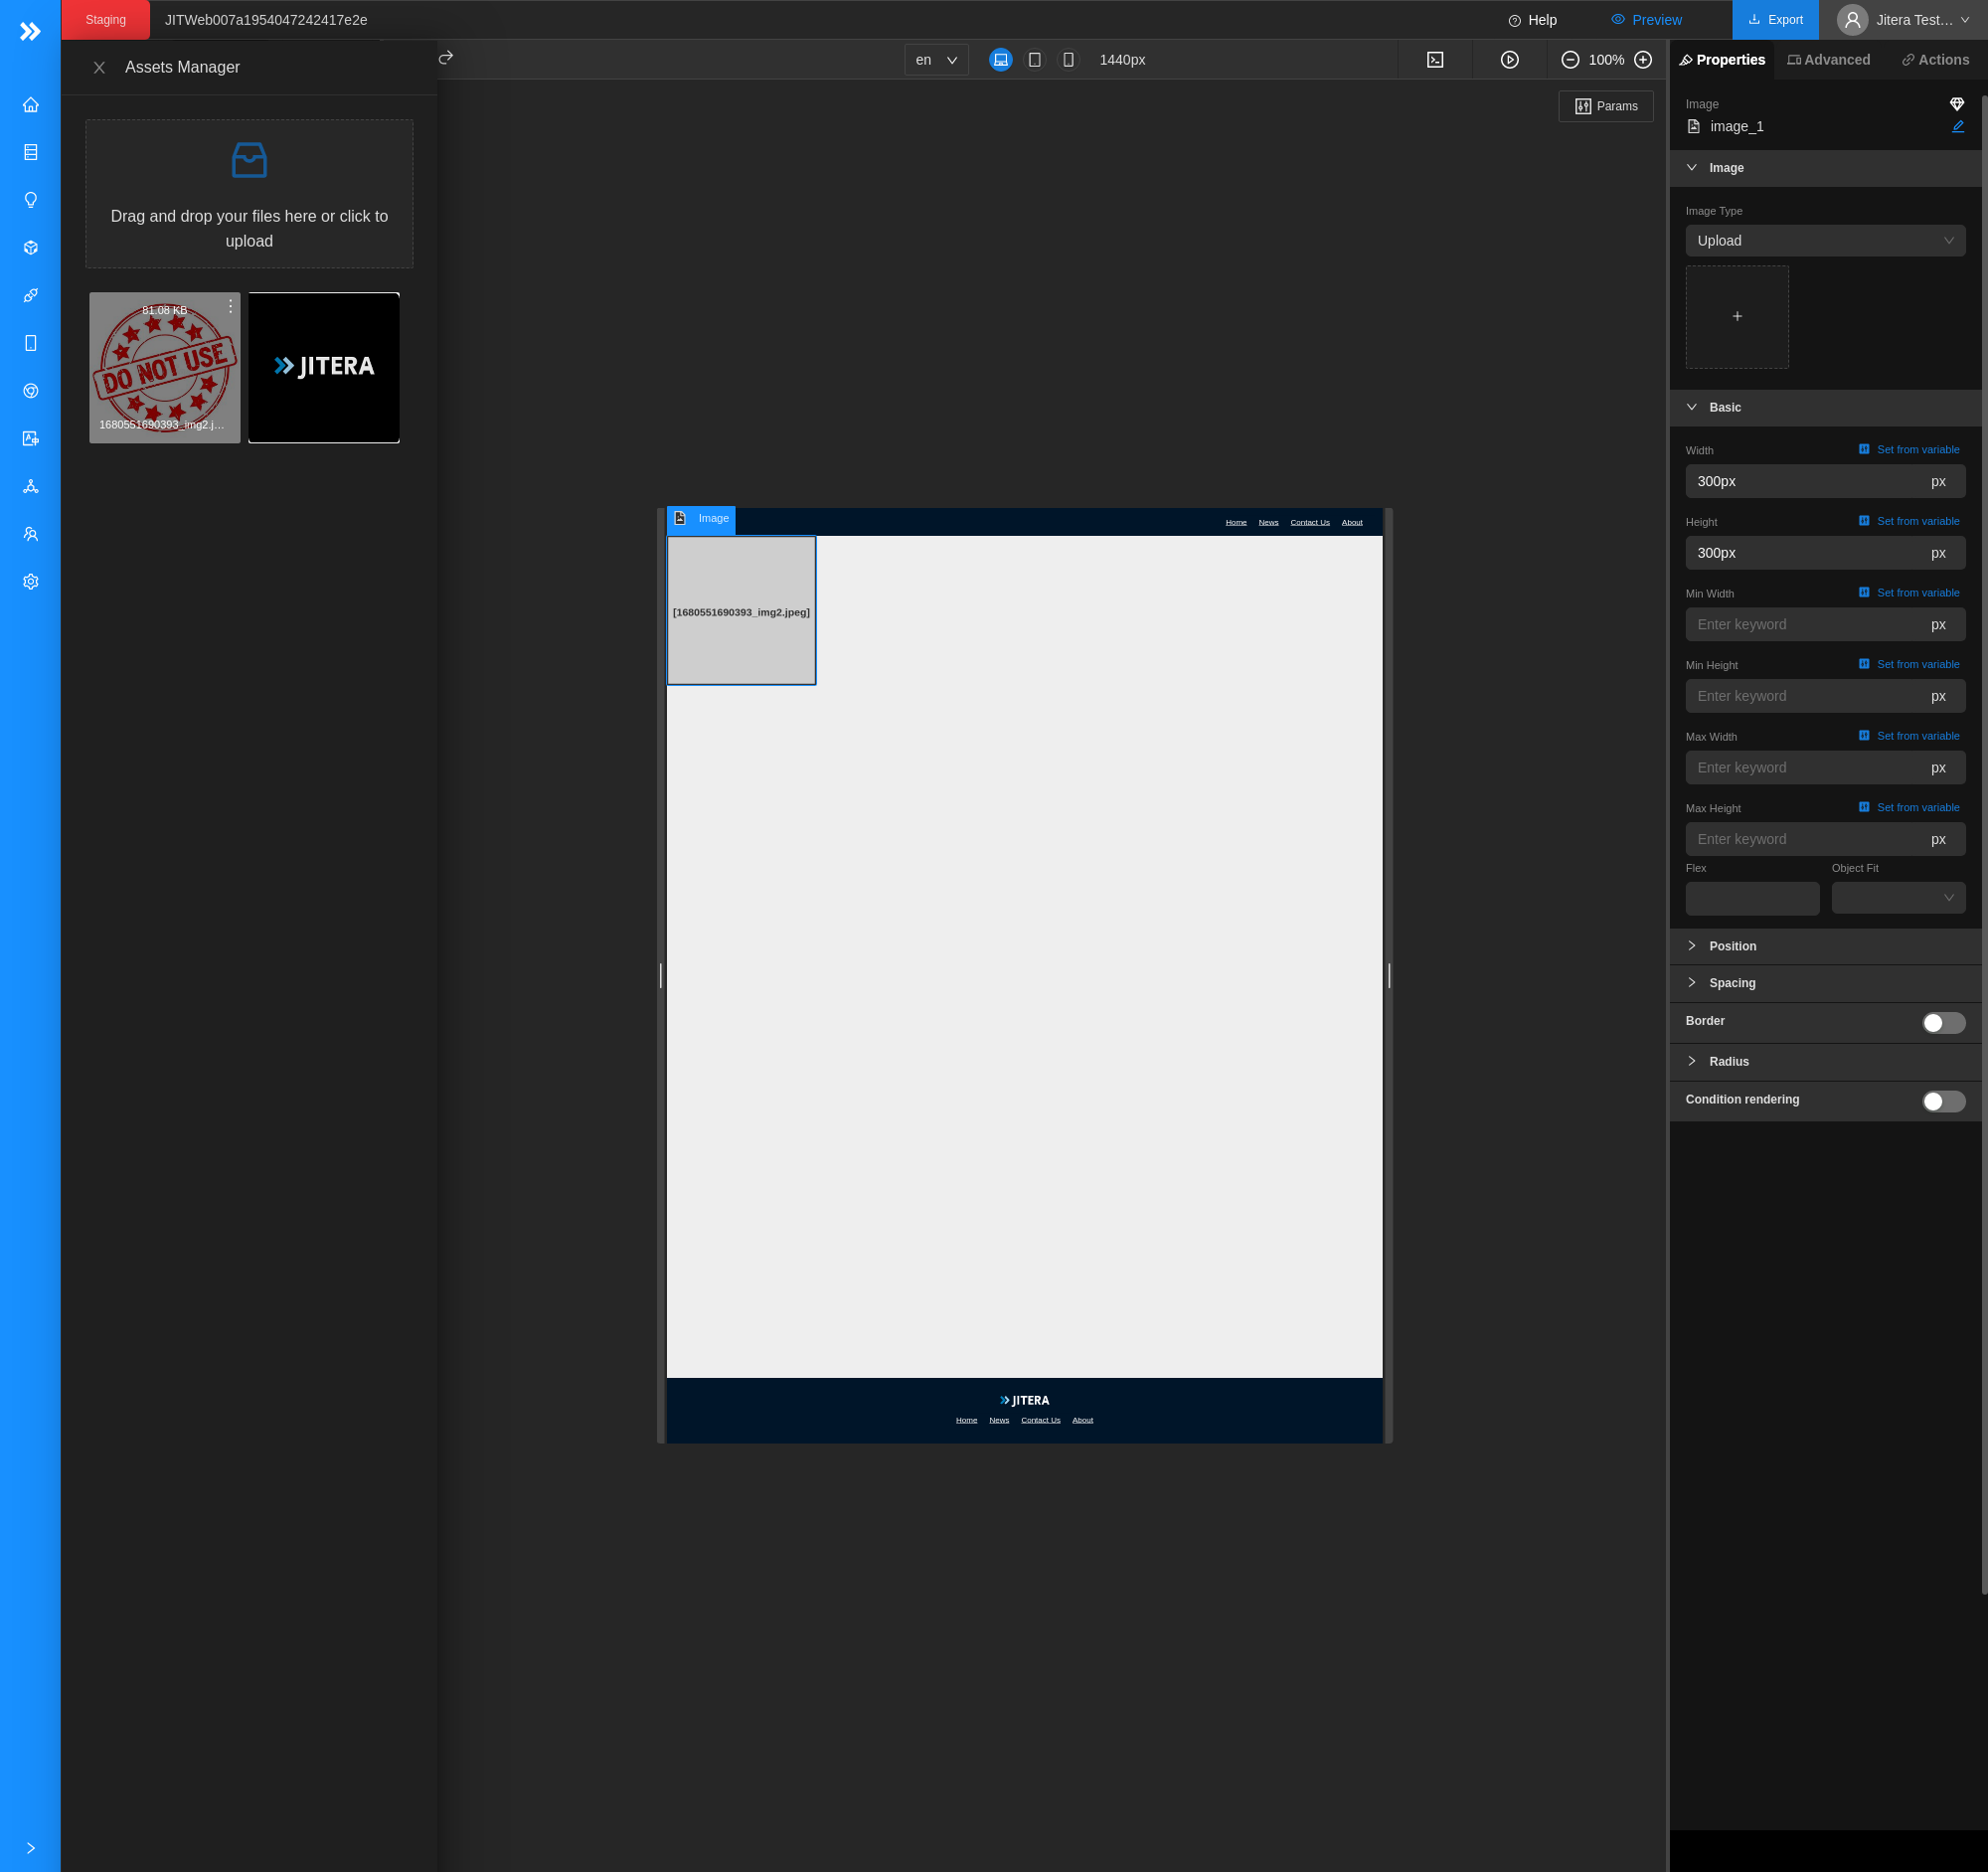 Staging
JITWeb007a1954047242417e2e
Help
Preview
Export
Jitera Test…
Assets Manager
en
1440px
100%
Properties
Advanced
Actions
Params
Image
image_1
Drag and drop your files here or click to
upload
81.08 KB
DO NOT USE
1680551690393_img2.j…
JITERA
Image
Image Type
Upload
Basic
Width
Set from variable
300px
px
Height
Set from variable
300px
px
Min Width
Set from variable
Enter keyword
px
Min Height
Set from variable
Enter keyword
px
Max Width
Set from variable
Enter keyword
px
Max Height
Set from variable
Enter keyword
px
Flex
Object Fit
Position
Spacing
Border
Radius
Condition rendering
Image
Home
News
Contact Us
About
[1680551690393_img2.jpeg]
JITERA
Home
News
Contact Us
About